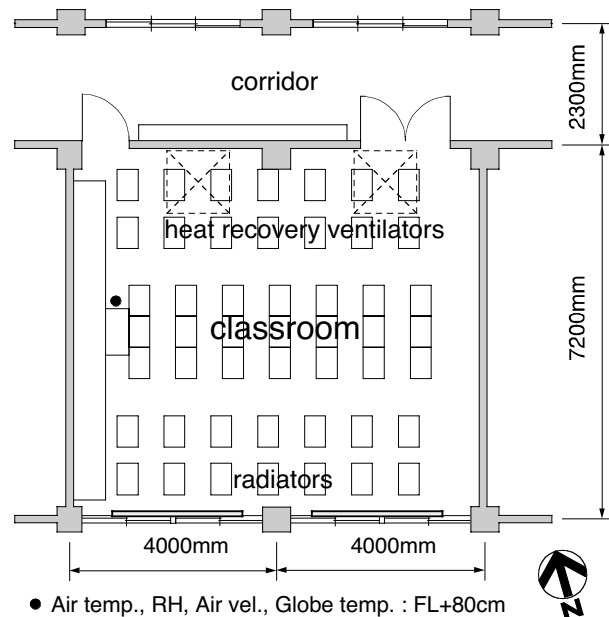 corridor
2300mm
heat recovery ventilators
classroom
7200mm
radiators
4000mm 4000mm
● Air temp., RH, Air vel., Globe temp. : FL+80cm
N